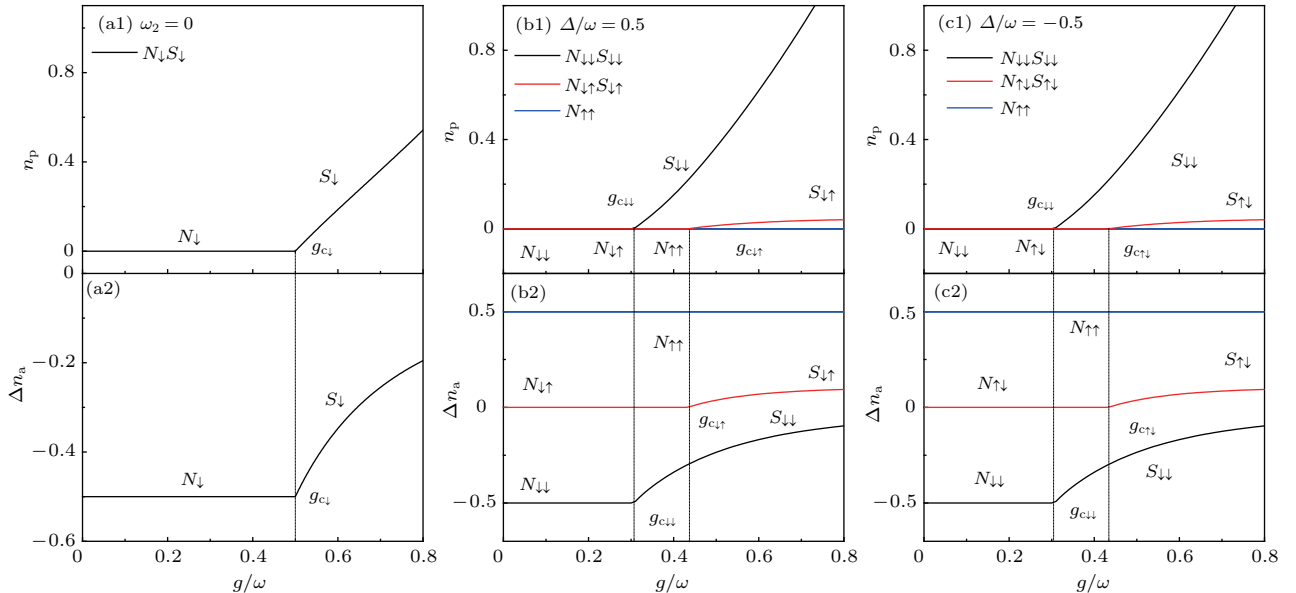 (a1) ω₂ = 0
N↓S↓
nₚ
0.8
0.4
0
S↓
N↓
g_c↓
(b1) Δ/ω = 0.5
N↓↓S↓↓
N↓↑S↓↑
N↑↑
nₚ
0.8
0.4
0
S↓↓
g_c↓↓
S↓↑
N↓↓
N↓↑
N↑↑
g_c↓↑
(c1) Δ/ω = −0.5
N↓↓S↓↓
N↑↓S↑↓
N↑↑
nₚ
0.8
0.4
0
S↓↓
g_c↓↓
S↑↓
N↓↓
N↑↓
g_c↑↓
(a2)
Δnₐ
0
−0.2
−0.4
−0.6
S↓
N↓
g_c↓
0
0.2
0.4
0.6
0.8
g/ω
(b2)
Δnₐ
0.5
0
−0.5
N↑↑
N↓↑
S↓↑
g_c↓↑
S↓↓
N↓↓
g_c↓↓
0
0.2
0.4
0.6
0.8
g/ω
(c2)
Δnₐ
0.5
0
−0.5
N↑↑
N↑↓
S↑↓
g_c↑↓
S↓↓
N↓↓
g_c↓↓
0
0.2
0.4
0.6
0.8
g/ω